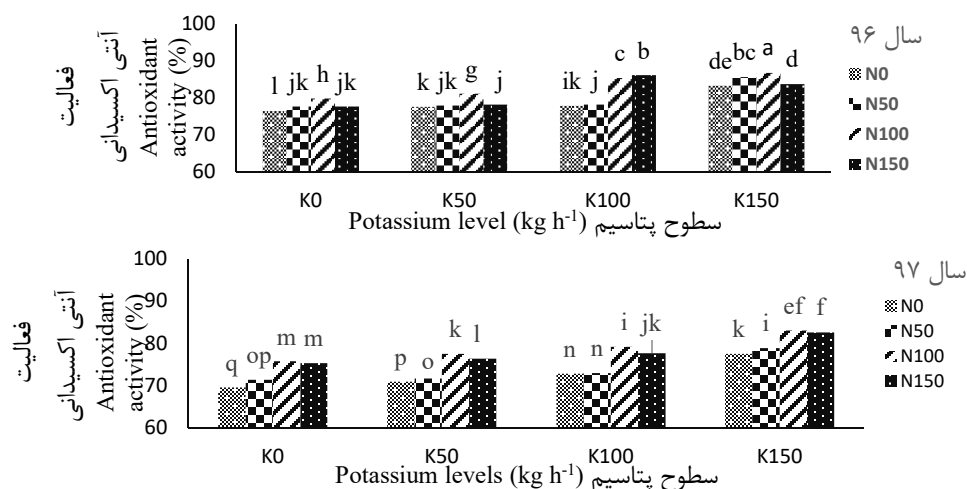 سال ۹۶
فعالیت
آنتی اکسیدانی
Antioxidant
activity (%)
100
90
80
70
60
l jk h jk k jk g j ik j c b de bc a d
N0
N50
N100
N150
K0 K50 K100 K150
Potassium level (kg h-1) سطوح پتاسیم
سال ۹۷
فعالیت
آنتی اکسیدانی
Antioxidant
activity (%)
100
90
80
70
60
q op m m p o k l n n i jk k i ef f
N0
N50
N100
N150
K0 K50 K100 K150
Potassium levels (kg h-1) سطوح پتاسیم